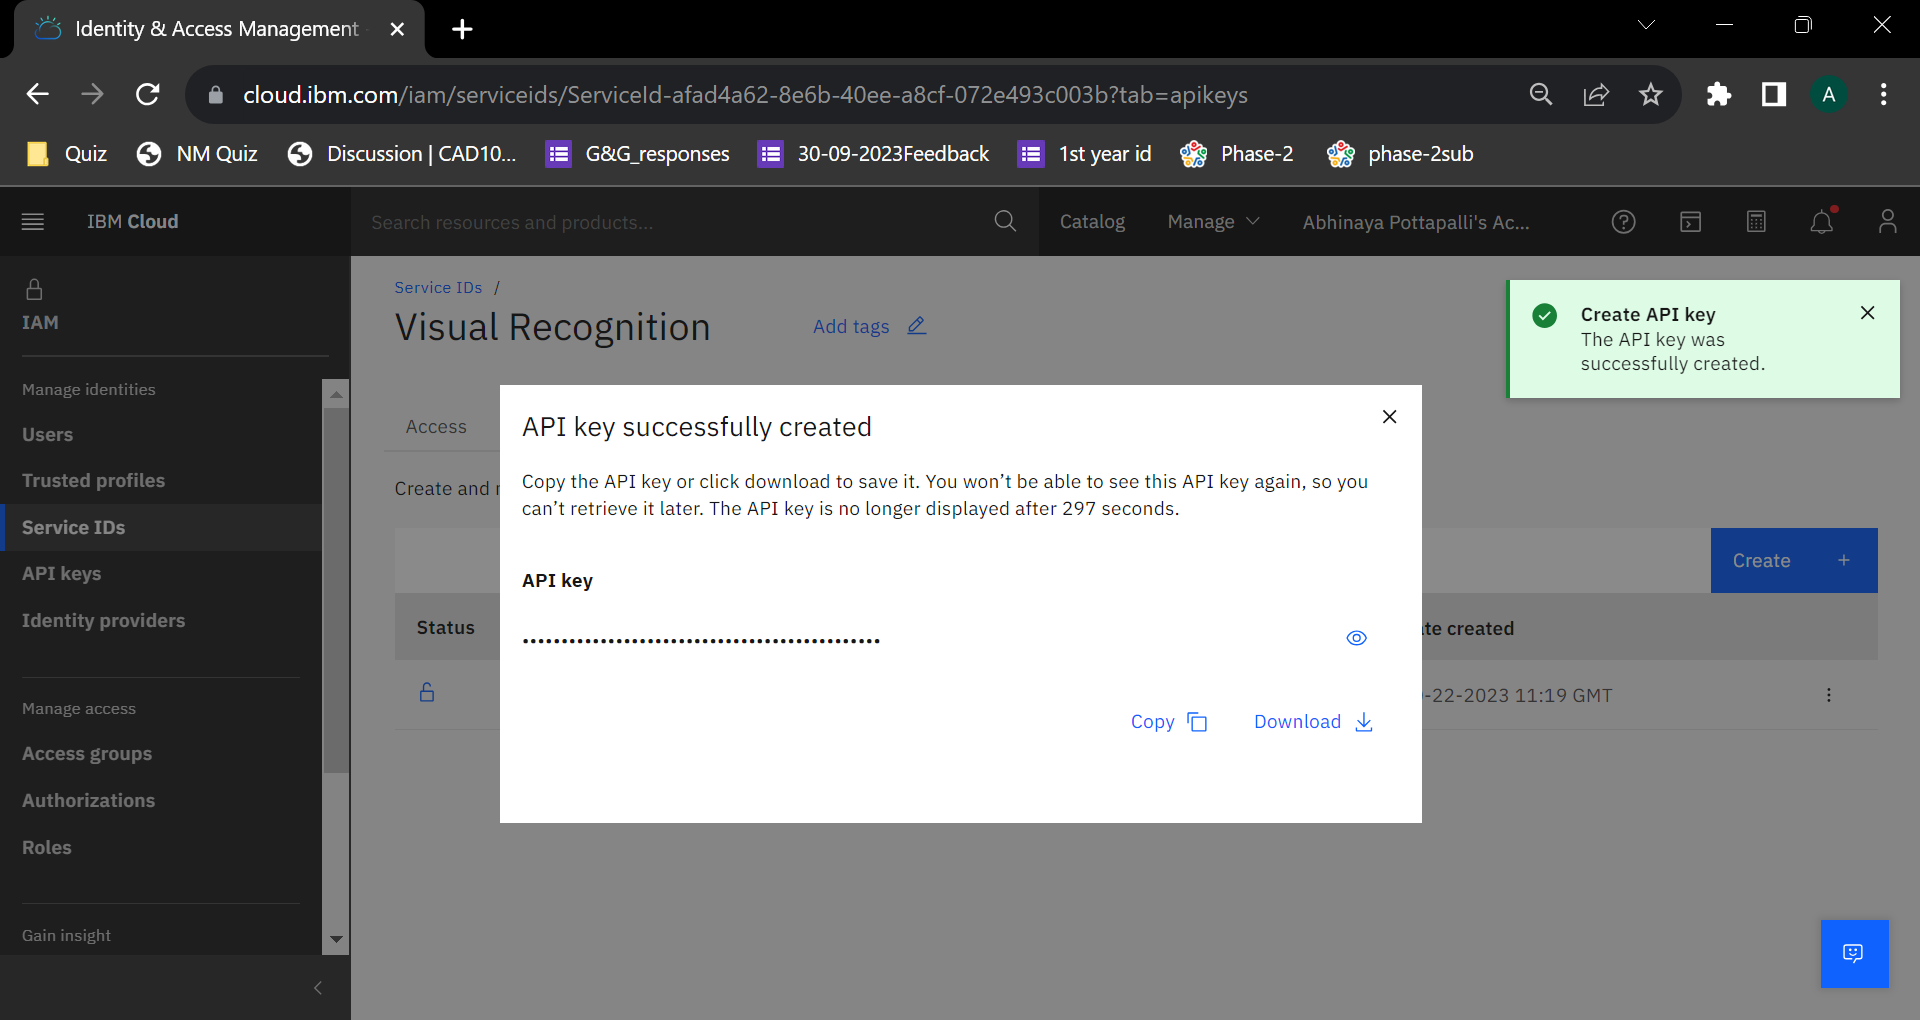 Identity & Access Management
cloud.ibm.com/iam/serviceids/ServiceId-afad4a62-8e6b-40ee-a8cf-072e493c003b?tab=apikeys
A
Quiz
NM Quiz
Discussion | CAD10...
G&G_responses
30-09-2023Feedback
1st year id
Phase-2
phase-2sub
IBM Cloud
Search resources and products...
Catalog
Manage
Abhinaya Pottapalli's Ac...
IAM
Manage identities
Users
Trusted profiles
Service IDs
API keys
Identity providers
Manage access
Access groups
Authorizations
Roles
Gain insight
Service IDs /
Visual Recognition
Add tags
Create API key
The API key was
successfully created.
Access
Create and
Create +
Status
te created
-22-2023 11:19 GMT
API key successfully created
Copy the API key or click download to save it. You won't be able to see this API key again, so you
can't retrieve it later. The API key is no longer displayed after 297 seconds.
API key
••••••••••••••••••••••••••••••••••••••••••••
Copy
Download